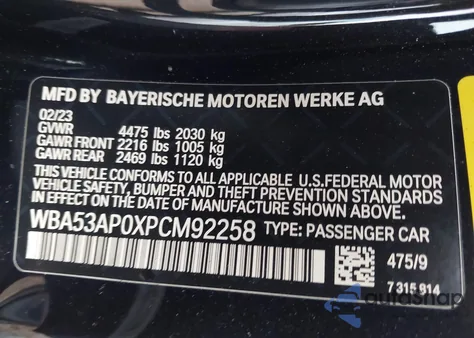 MFD BY BAYERISCHE MOTOREN WERKE AG
02/23
GVWR 4475 lbs 2030 kg
GAWR FRONT 2216 lbs 1005 kg
GAWR REAR 2469 lbs 1120 kg
THIS VEHICLE CONFORMS TO ALL APPLICABLE U.S.FEDERAL MOTOR
VEHICLE SAFETY, BUMPER AND THEFT PREVENTION STANDARDS
IN EFFECT ON THE DATE OF MANUFACTURE SHOWN ABOVE.
WBA53AP0XPCM92258 TYPE: PASSENGER CAR
475/9
7 315 914
autosnap